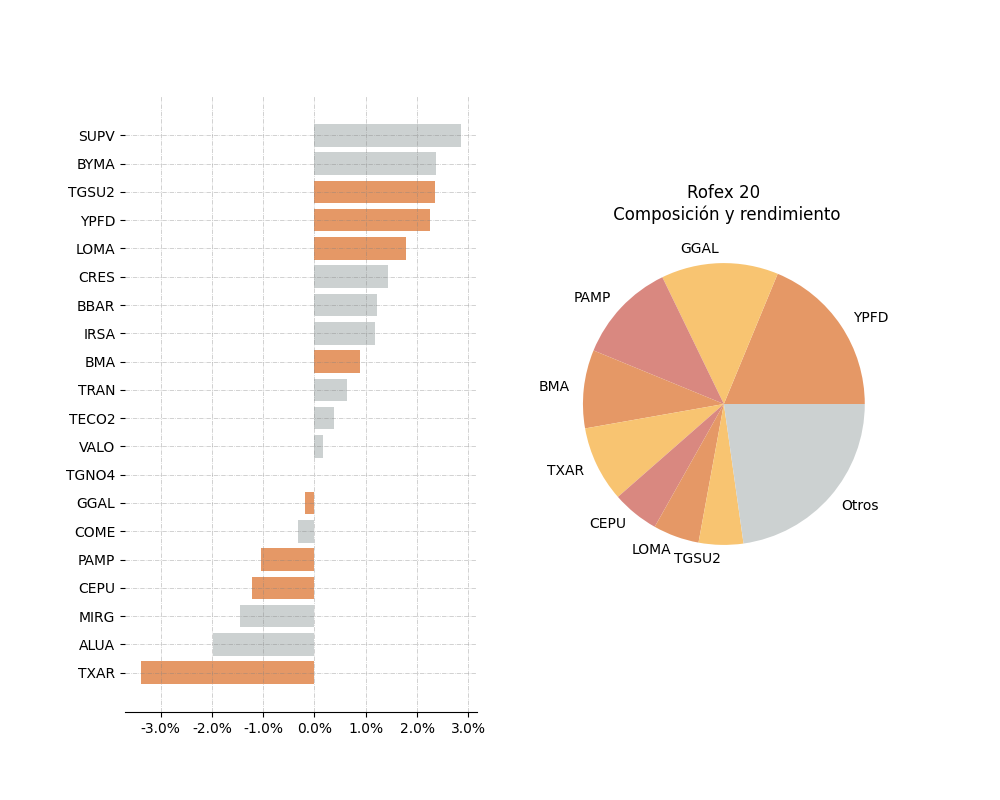 SUPV
BYMA
TGSU2
YPFD
LOMA
CRES
BBAR
IRSA
BMA
TRAN
TECO2
VALO
TGNO4
GGAL
COME
PAMP
CEPU
MIRG
ALUA
TXAR
-3.0% -2.0% -1.0% 0.0% 1.0% 2.0% 3.0%
Rofex 20
Composición y rendimiento
GGAL
PAMP
YPFD
BMA
TXAR
CEPU
LOMA
TGSU2
Otros